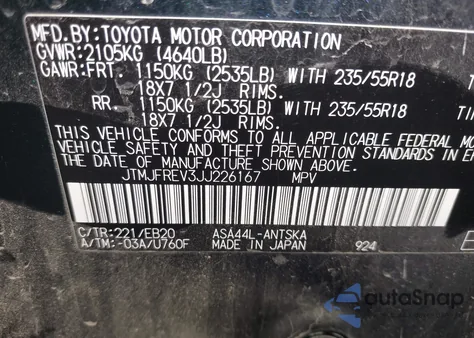 MFD.BY:TOYOTA MOTOR CORPORATION
GVWR:2105KG (4640LB)
GAWR:FRT. 1150KG (2535LB) WITH 235/55R18
18X7 1/2J RIMS.
RR. 1150KG (2535LB) WITH 235/55R18
18X7 1/2J RIMS.
THIS VEHICLE CONFORMS TO ALL APPLICABLE FEDERAL
VEHICLE SAFETY AND THEFT PREVENTION STANDARDS IN
THE DATE OF MANUFACTURE SHOWN ABOVE.
JTMJFREV3JJ226167 MPV
C/TR:221/EB20 ASA44L-ANTSKA
A/TM:-03A/U760F MADE IN JAPAN 924
autoSnap